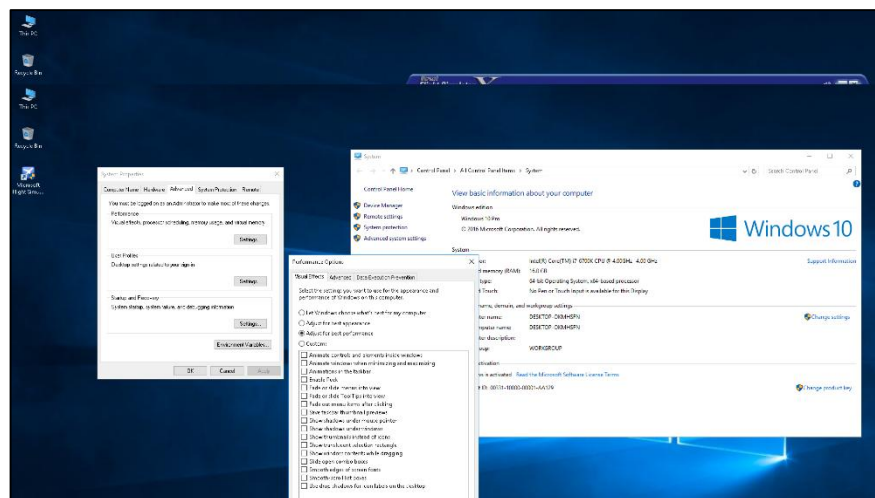 This PC
Recycle Bin
This PC
Recycle Bin
Microsoft
Flight Simu...
System Properties
Computer Name Hardware Advanced System Protection Remote
You must be logged on as an Administrator to make most of these changes.
Performance
Visual effects, processor scheduling, memory usage, and virtual memory
Settings...
User Profiles
Desktop settings related to your sign-in
Settings...
Startup and Recovery
System startup, system failure, and debugging information
Settings...
Environment Variables...
OK Cancel Apply
Performance Options
Visual Effects Advanced Data Execution Prevention
Select the settings you want to use for the appearance and
performance of Windows on this computer.
Let Windows choose what's best for my computer
Adjust for best appearance
Adjust for best performance
Custom:
Animate controls and elements inside windows
Animate windows when minimizing and maximizing
Animations in the taskbar
Enable Peek
Fade or slide menus into view
Fade or slide ToolTips into view
Fade out menu items after clicking
Save taskbar thumbnail previews
Show shadows under mouse pointer
Show shadows under windows
Show thumbnails instead of icons
Show translucent selection rectangle
Show window contents while dragging
Slide open combo boxes
Smooth edges of screen fonts
Smooth-scroll list boxes
Use drop shadows for icon labels on the desktop
System
Control Panel > All Control Panel Items > System
Search Control Panel
Control Panel Home
Device Manager
Remote settings
System protection
Advanced system settings
View basic information about your computer
Windows edition
Windows 10 Pro
© 2016 Microsoft Corporation. All rights reserved.
Windows 10
System
Intel(R) Core(TM) i7-6700K CPU @ 4.00GHz 4.00 GHz
Support Information
memory (RAM): 16.0 GB
type: 64-bit Operating System, x64-based processor
Touch: No Pen or Touch Input is available for this Display
name, domain, and workgroup settings
DESKTOP-OKMH6PN
Change settings
DESKTOP-OKMH6PN
description:
WORKGROUP
is activated Read the Microsoft Software License Terms
Change product key